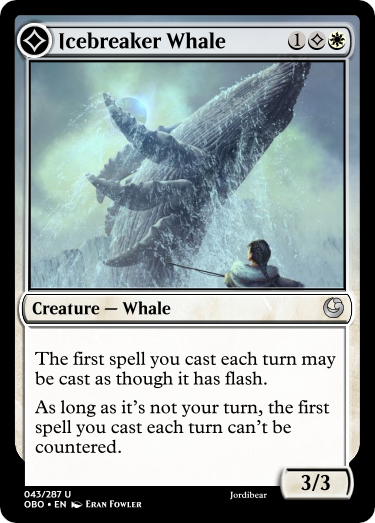 Icebreaker Whale
1
Creature — Whale
The first spell you cast each turn may
be cast as though it has flash.
As long as it's not your turn, the first
spell you cast each turn can't be
countered.
3/3
043/287 U
OBO • EN Eran Fowler
Jordibear